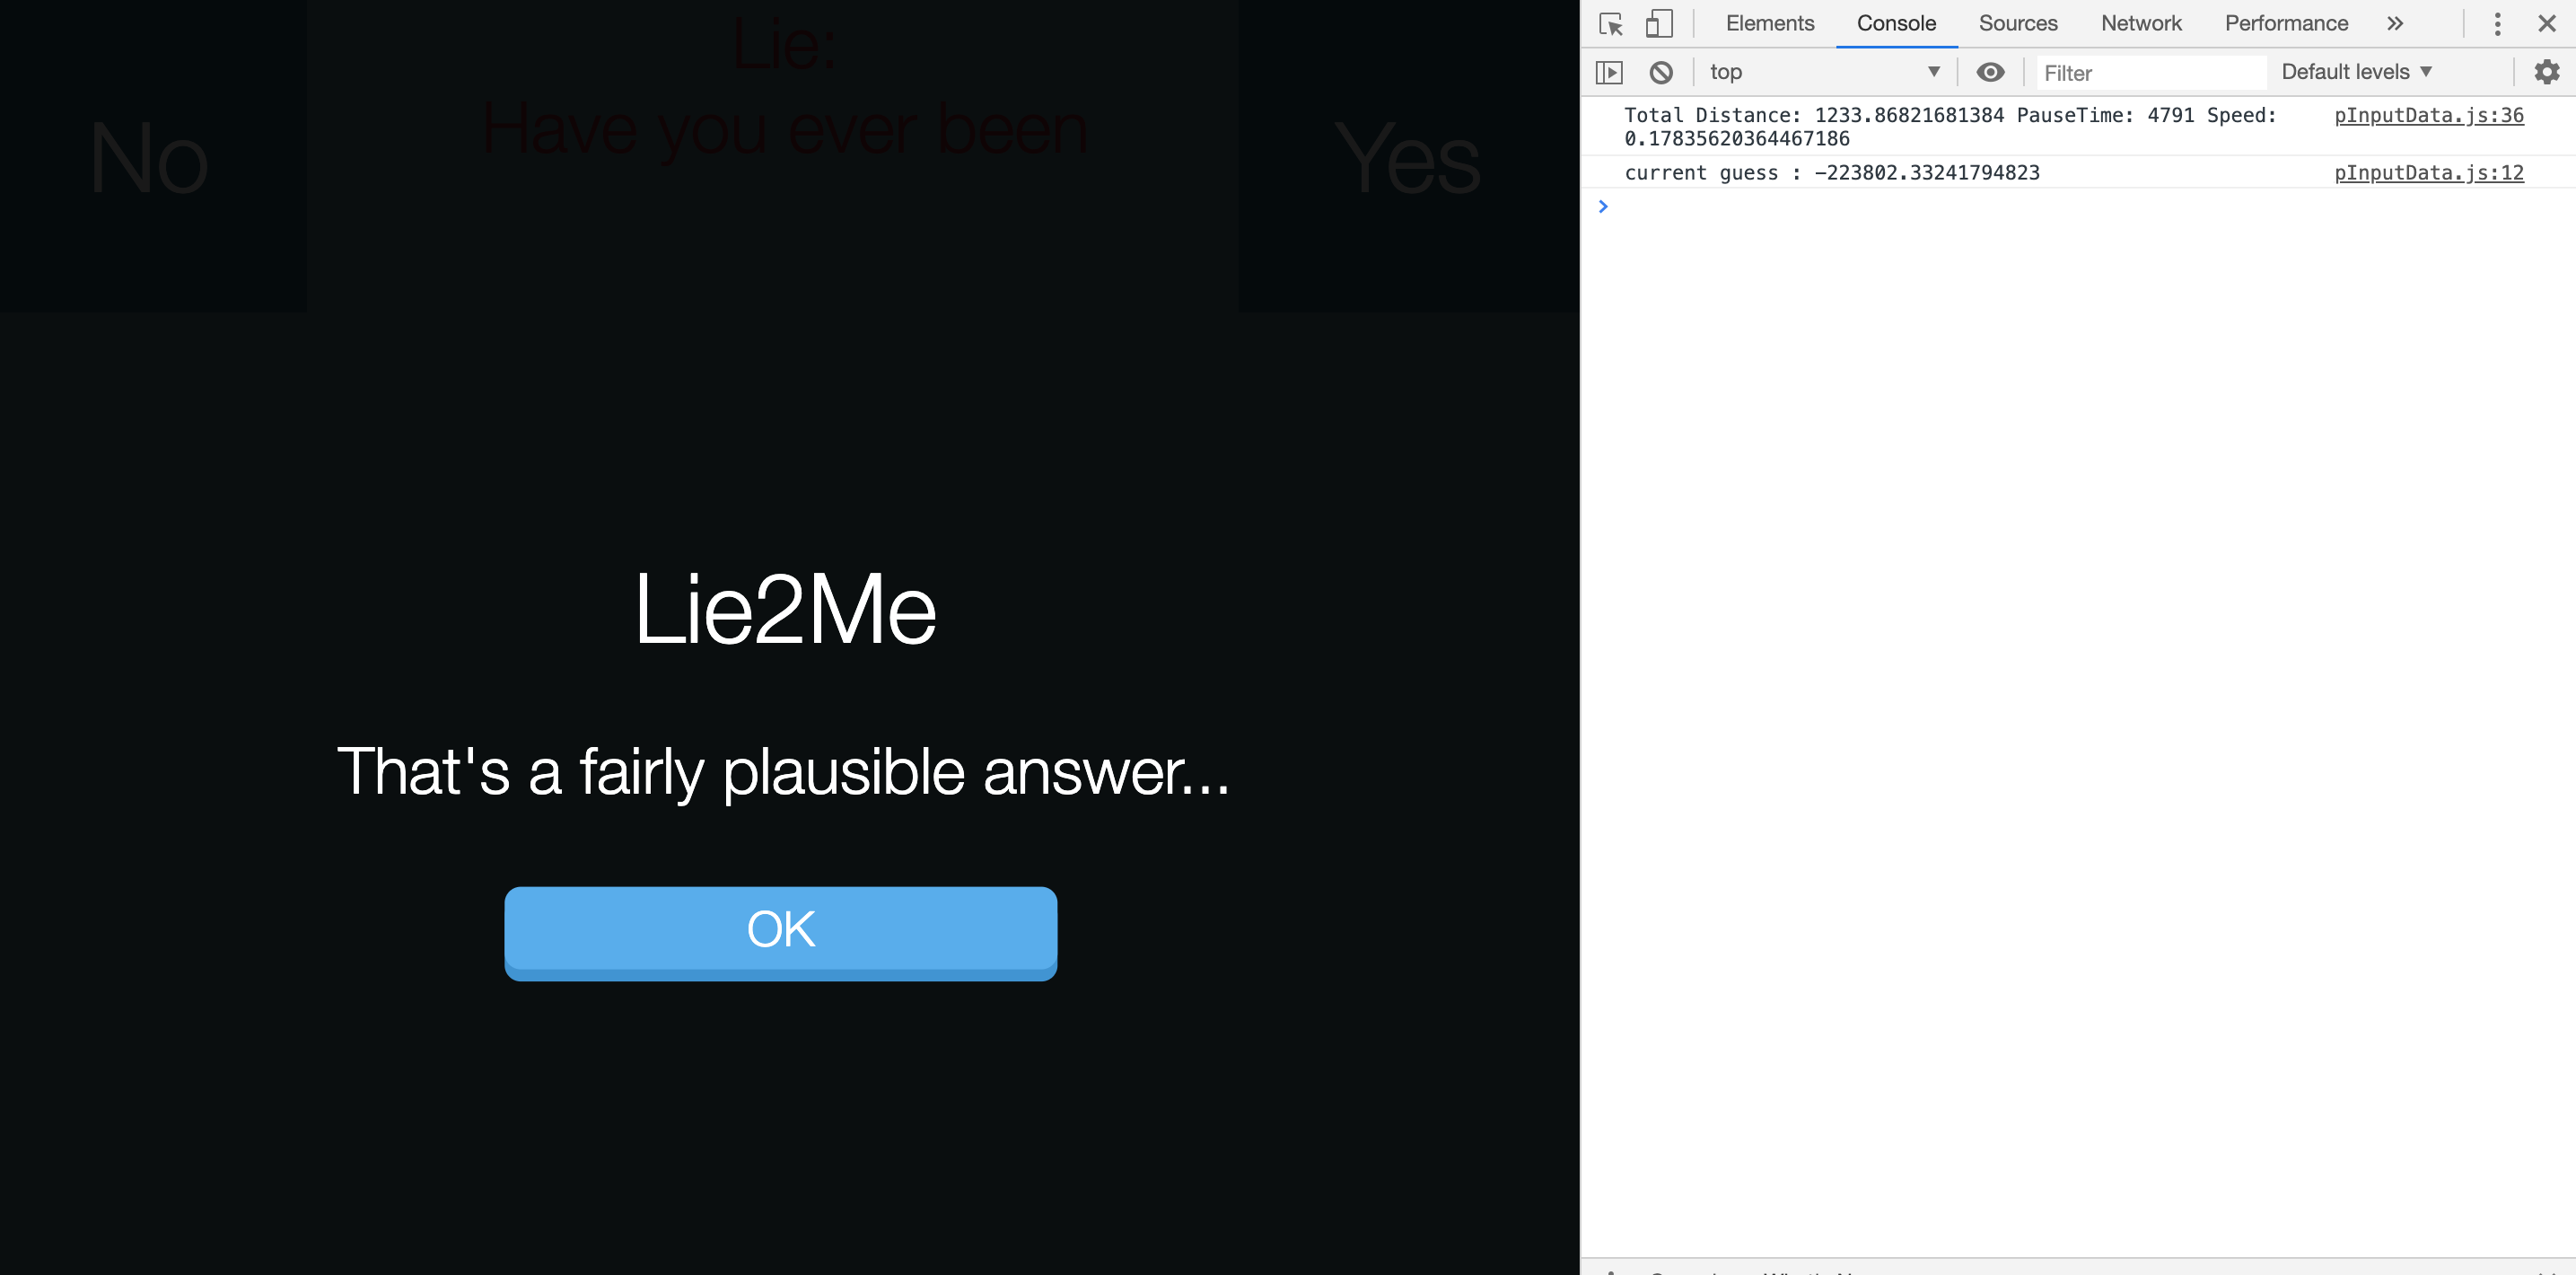 Lie:
Have you ever been
No
Yes
Lie2Me
That's a fairly plausible answer...
OK
Elements Console Sources Network Performance
top Filter Default levels
Total Distance: 1233.86821681384 PauseTime: 4791 Speed: pInputData.js:36
0.17835620364467186
current guess : -223802.33241794823 pInputData.js:12